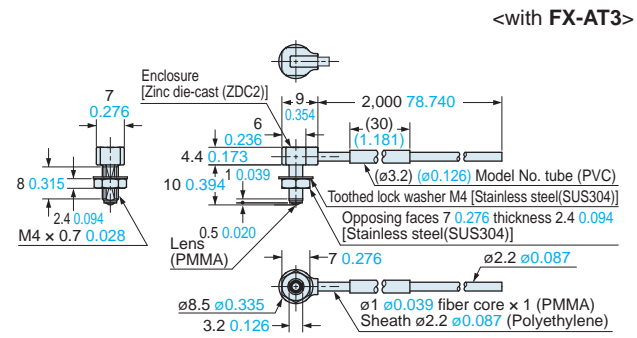 <with FX-AT3>
Enclosure
[Zinc die-cast (ZDC2)]
7
0.276
9
0.354
2,000 78.740
6
0.236
(30)
(1.181)
4.4 0.173
1 0.039
8 0.315
10 0.394
(ø3.2) (ø0.126) Model No. tube (PVC)
Toothed lock washer M4 [Stainless steel(SUS304)]
2.4 0.094
M4 × 0.7 0.028
0.5 0.020
Opposing faces 7 0.276 thickness 2.4 0.094
[Stainless steel(SUS304)]
Lens
(PMMA)
7 0.276
ø2.2 ø0.087
ø8.5 ø0.335
ø1 ø0.039 fiber core × 1 (PMMA)
3.2 0.126
Sheath ø2.2 ø0.087 (Polyethylene)